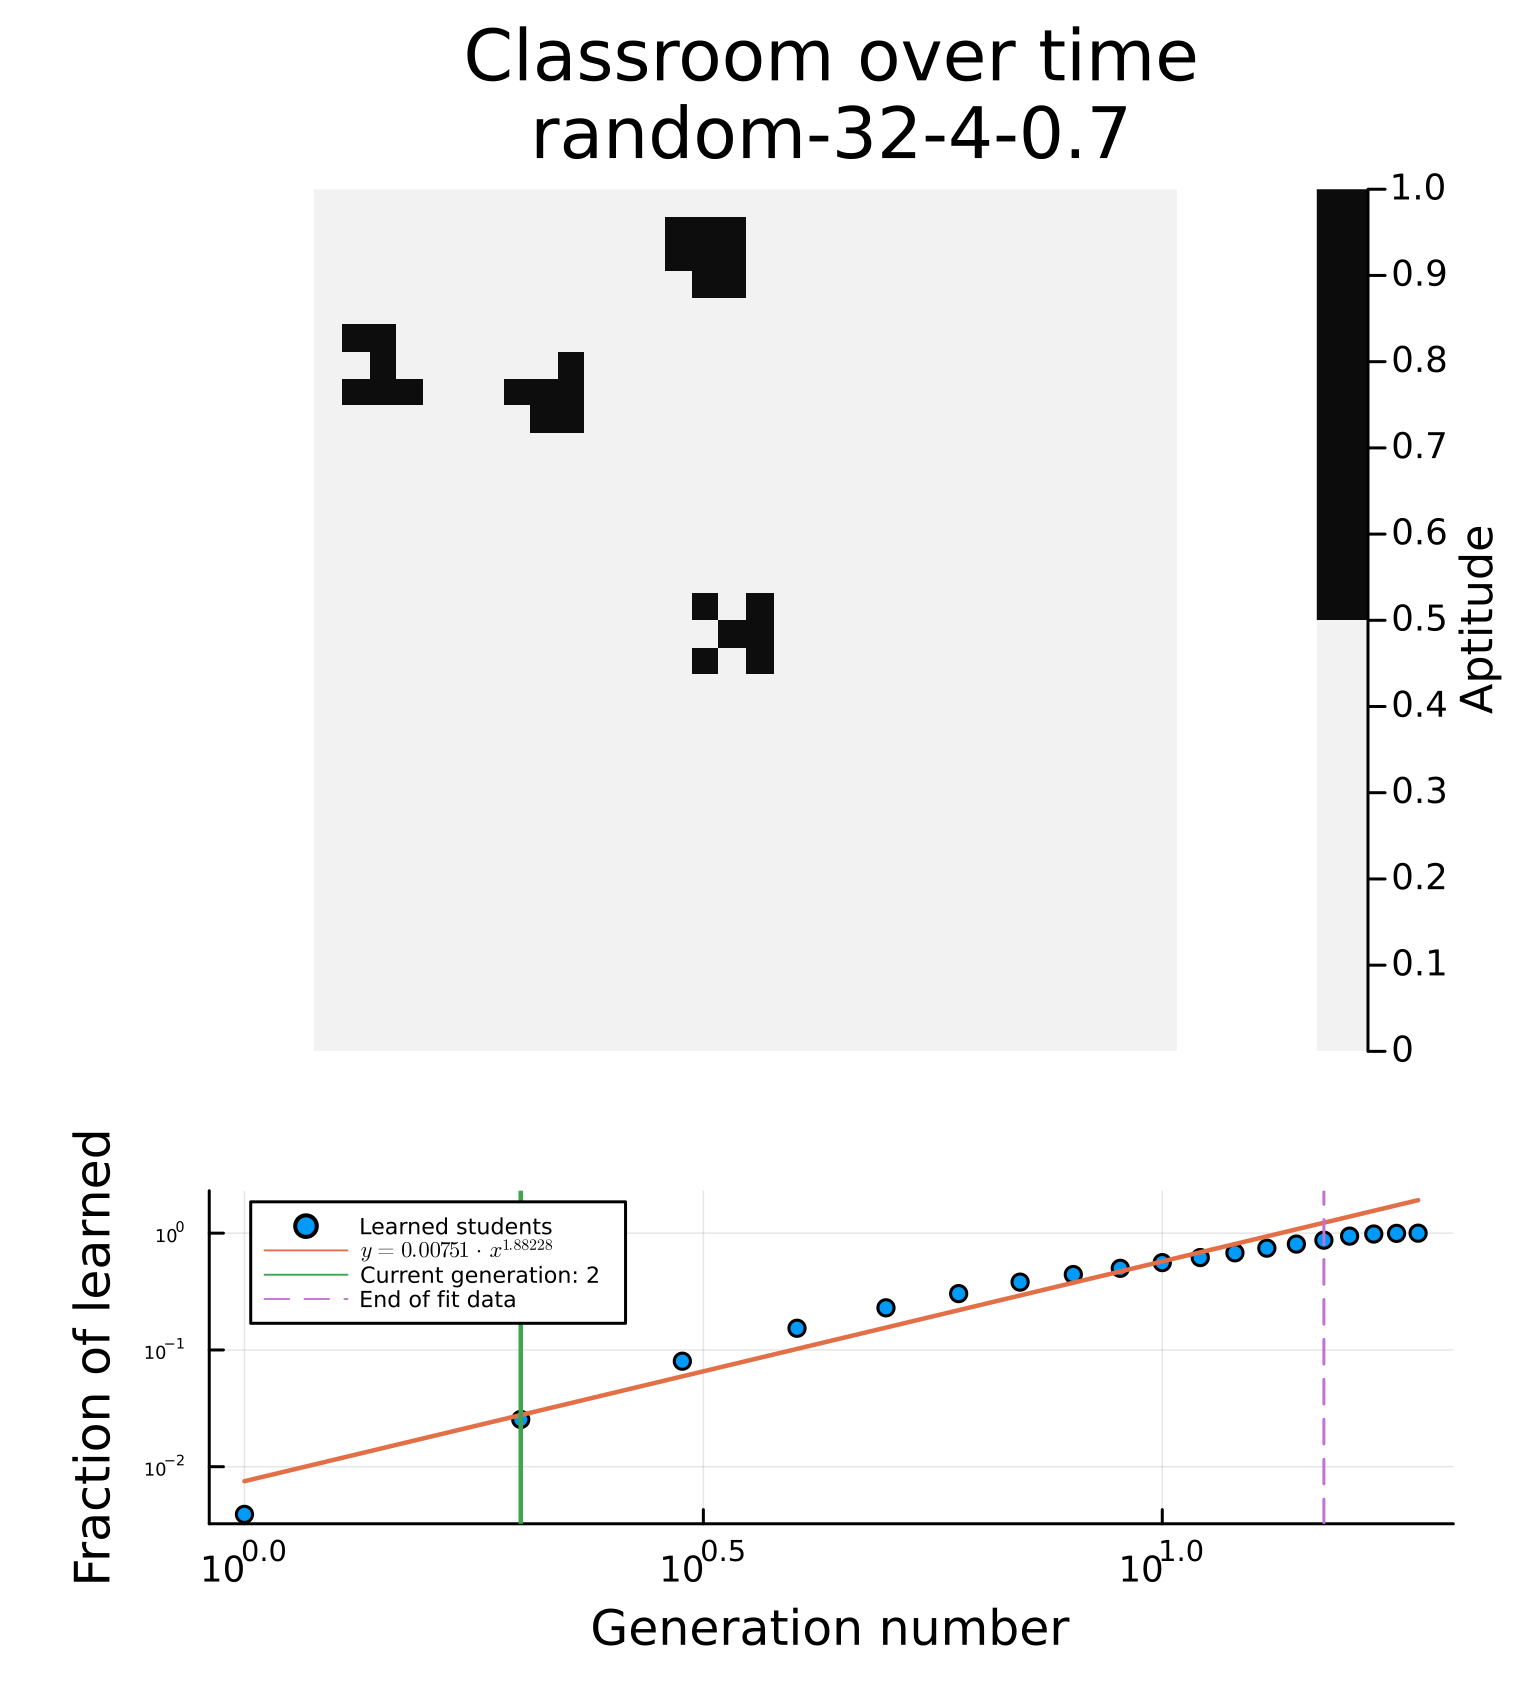 Classroom over time
random-32-4-0.7
1.0
0.9
0.8
0.7
0.6
0.5
0.4
0.3
0.2
0.1
0
Aptitude
Fraction of learned
10^0
10^−1
10^−2
Learned students
y = 0.00751 · x^1.88228
Current generation: 2
End of fit data
10^0.0
10^0.5
10^1.0
Generation number